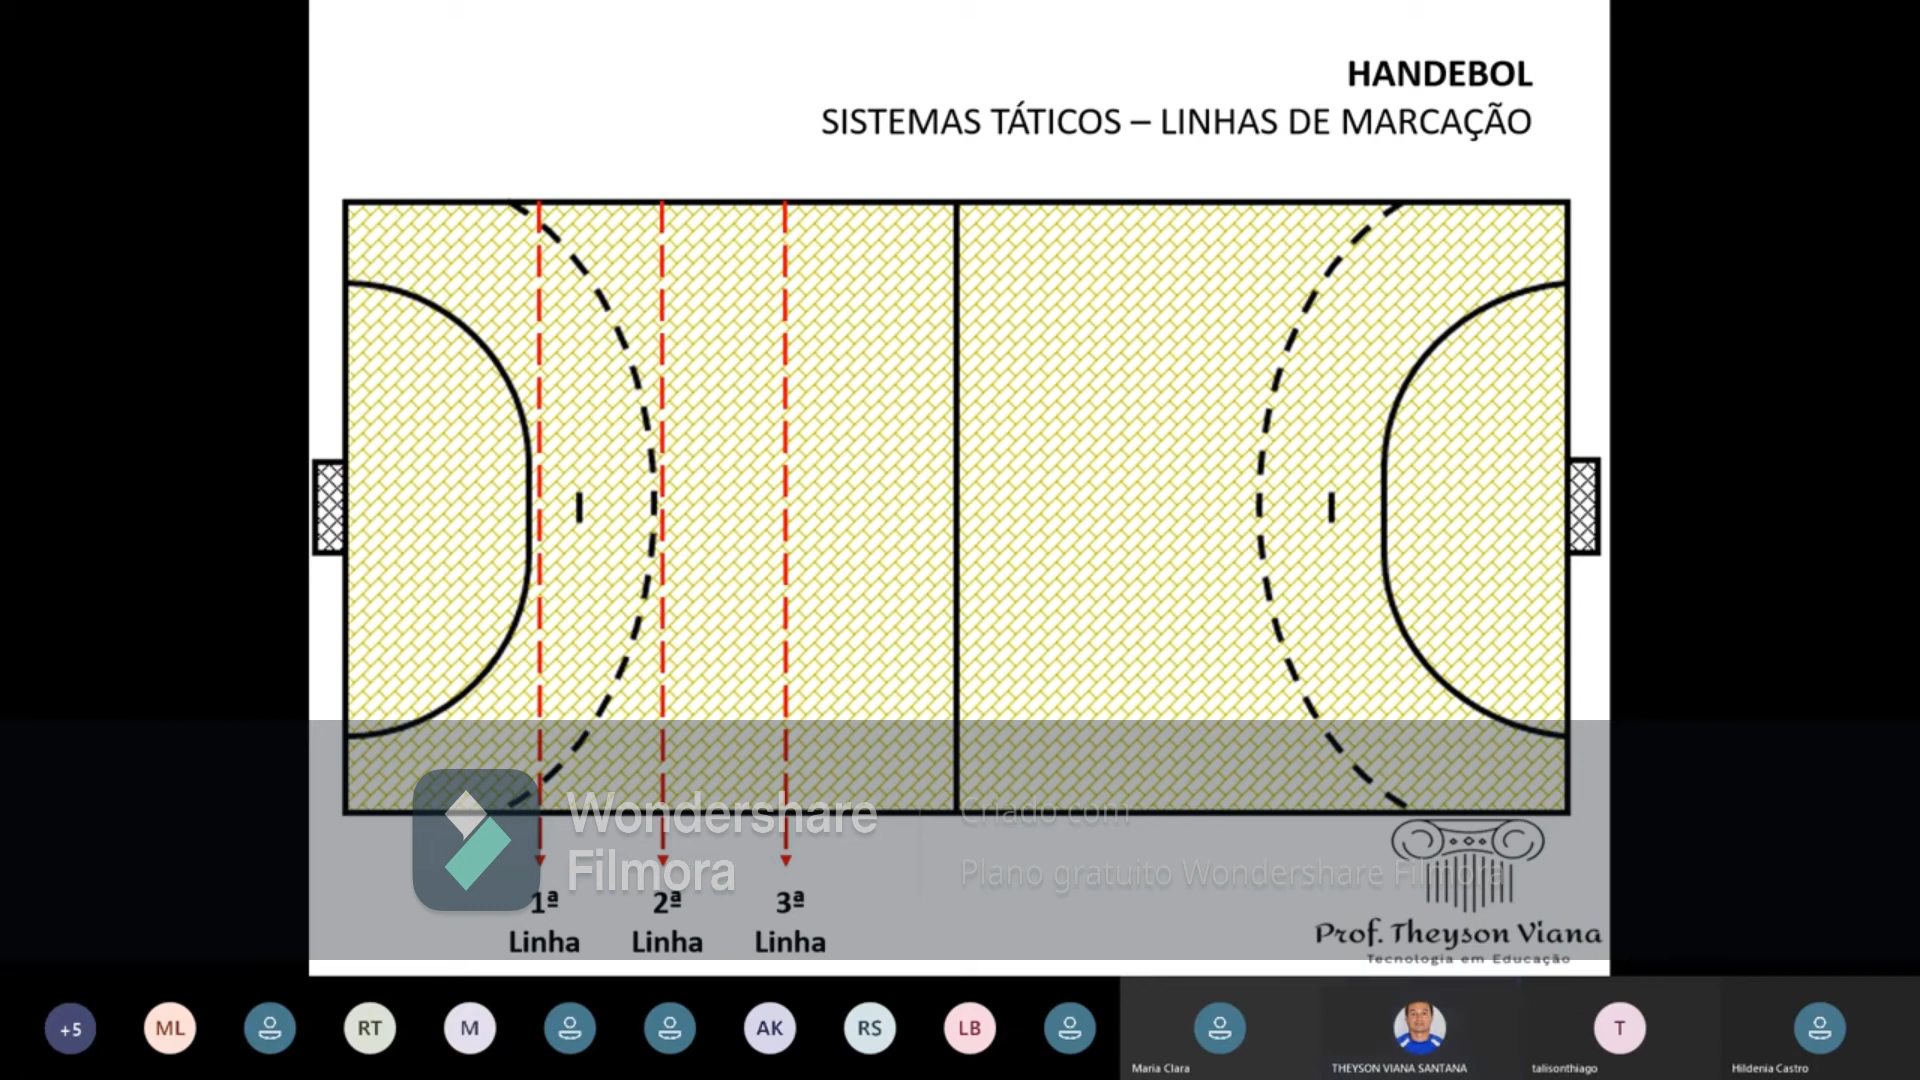 HANDEBOL
SISTEMAS TÁTICOS – LINHAS DE MARCAÇÃO
Wondershare
Filmora
Criado com
Plano gratuito Wondershare Filmora
1ª
Linha
2ª
Linha
3ª
Linha
Prof. Theyson Viana
Tecnologia em Educação
+5
ML
RT
M
AK
RS
LB
Maria Clara
THEYSON VIANA SANTANA
T
talisonthiago
Hildenia Castro